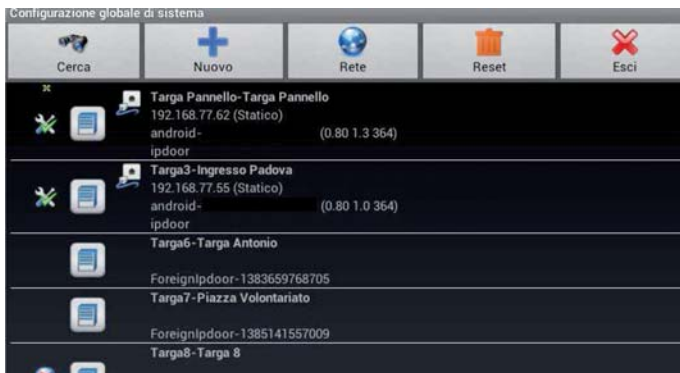 Configurazione globale di sistema
Cerca
Nuovo
Rete
Reset
Esci
Targa Pannello-Targa Pannello
192.168.77.62 (Statico)
android- (0.80 1.3 364)
ipdoor
Targa3-Ingresso Padova
192.168.77.55 (Statico)
android- (0.80 1.0 364)
ipdoor
Targa6-Targa Antonio
ForeignIpdoor-1383659768705
Targa7-Piazza Volontariato
ForeignIpdoor-1385141557009
Targa8-Targa 8